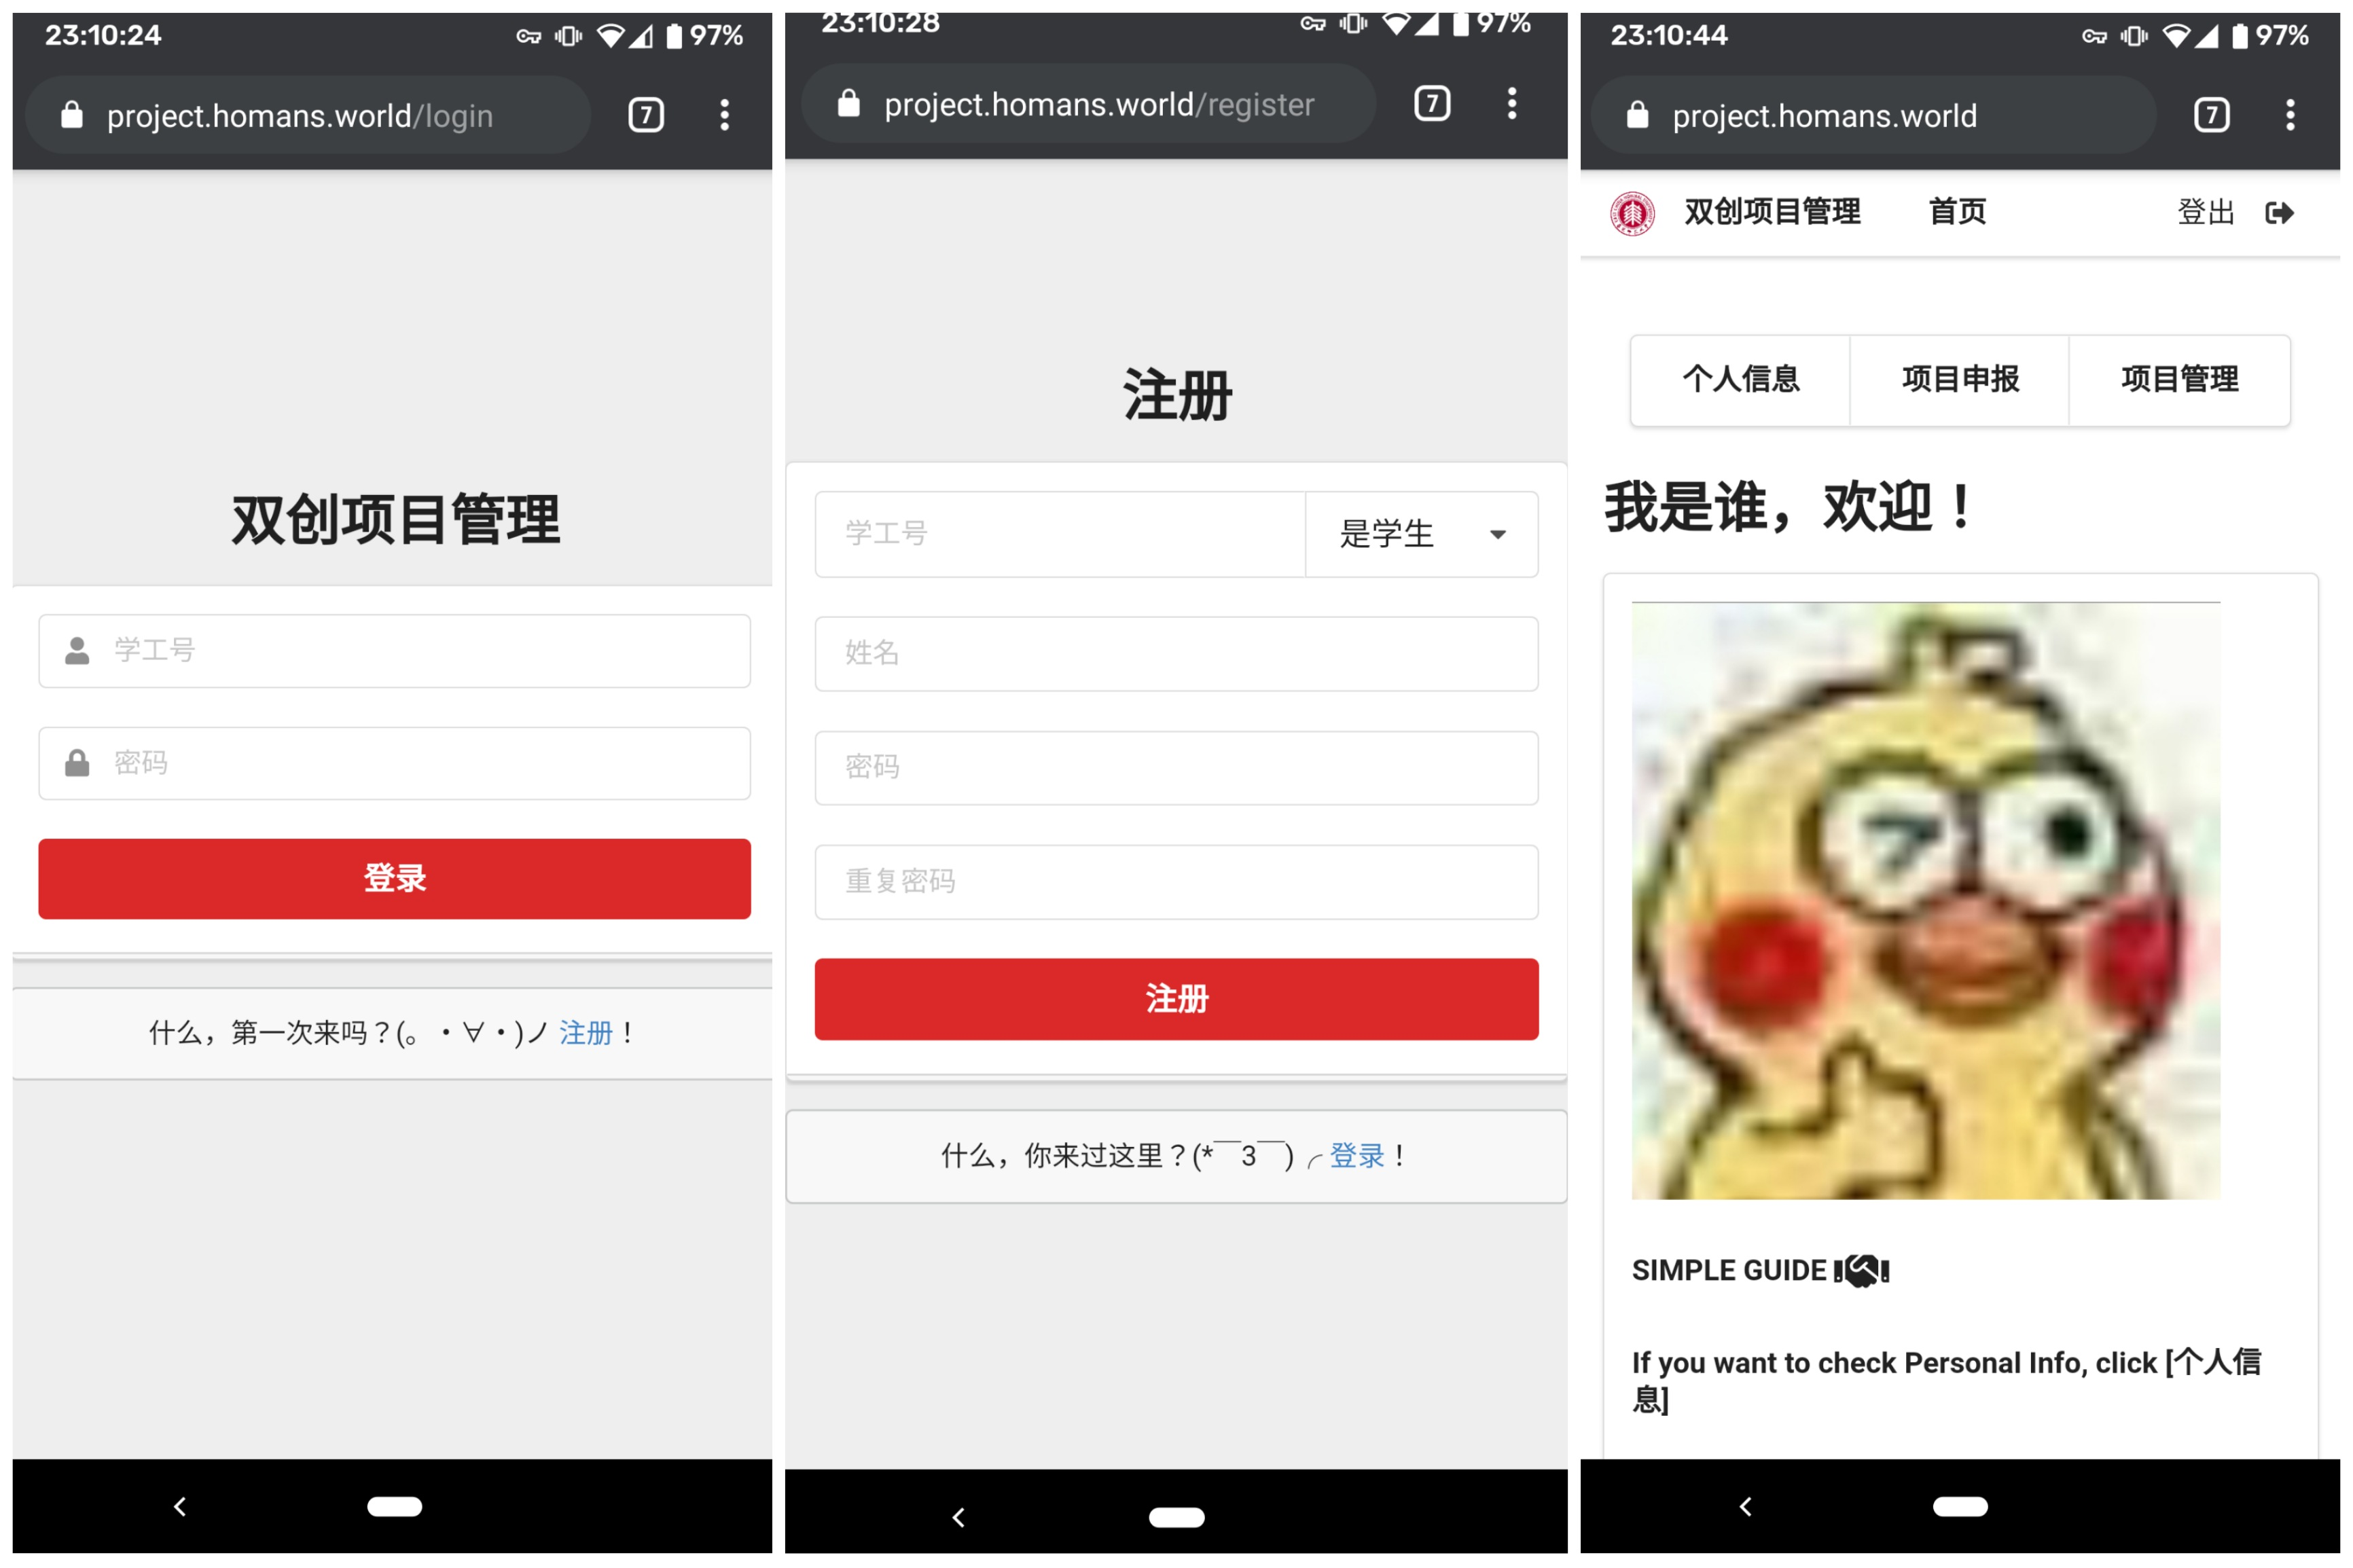 23:10:24
97%
project.homans.world/login
7
双创项目管理
学工号
密码
登录
什么，第一次来吗？(。・∀・)ノ 注册！
23:10:28
97%
project.homans.world/register
7
注册
学工号
是学生
姓名
密码
重复密码
注册
什么，你来过这里？(*￣3￣)╭ 登录！
23:10:44
97%
project.homans.world
7
双创项目管理
首页
登出
个人信息
项目申报
项目管理
我是谁，欢迎！
SIMPLE GUIDE
If you want to check Personal Info, click [个人信
息]